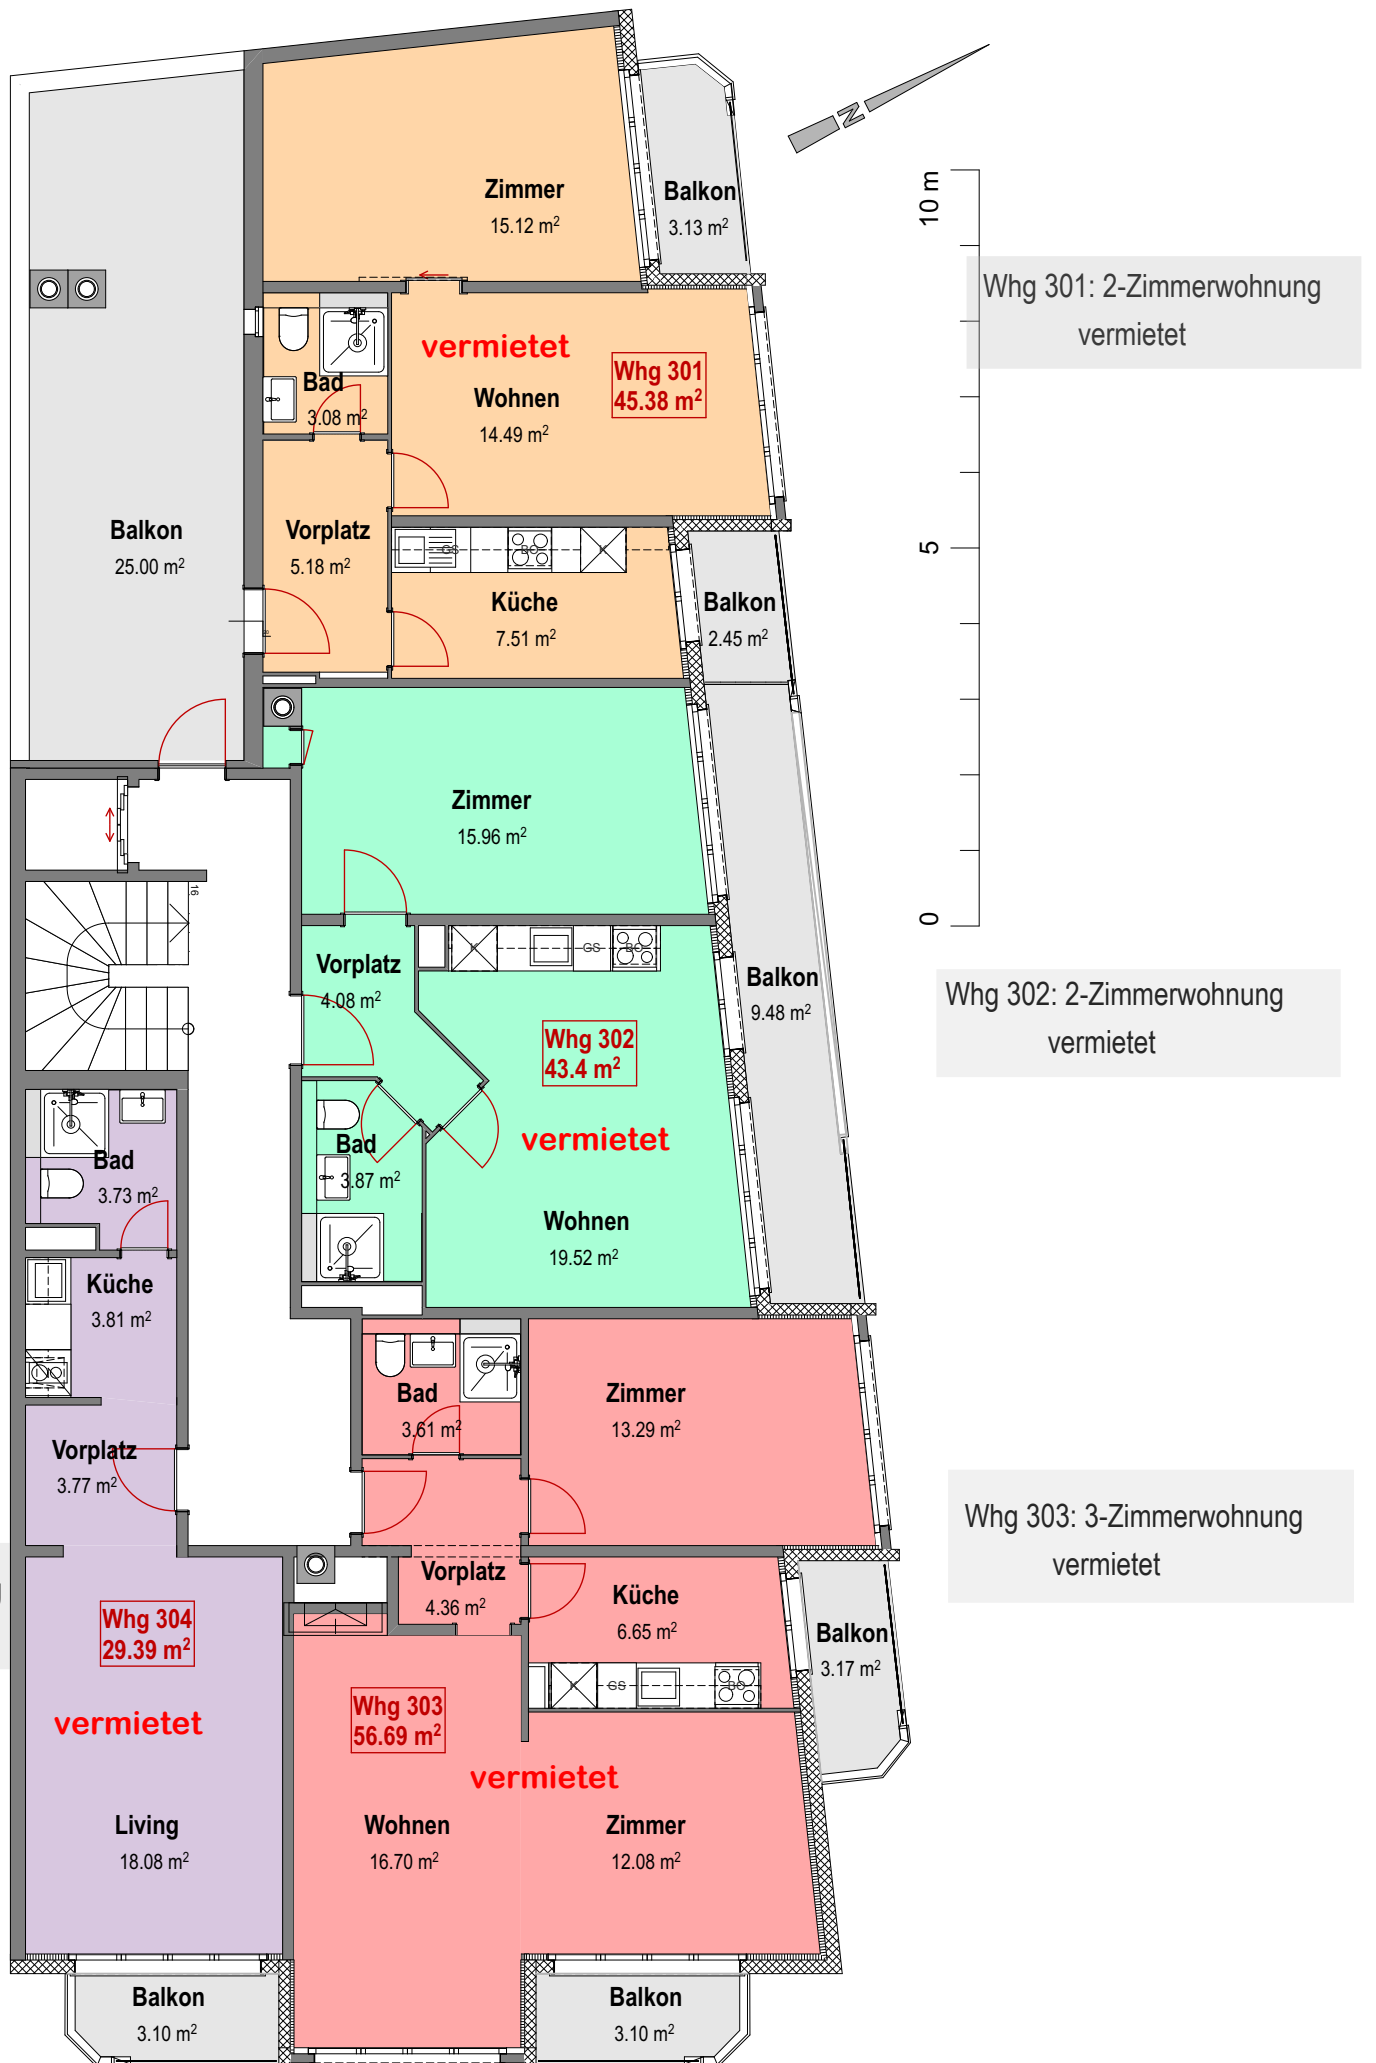 N
10 m
5
0
Zimmer
15.12 m²
Balkon
3.13 m²
Whg 301: 2-Zimmerwohnung
vermietet
vermietet
Whg 301
45.38 m²
Bad
3.08 m²
Wohnen
14.49 m²
Balkon
25.00 m²
Vorplatz
5.18 m²
GS
BO
K
Küche
7.51 m²
Balkon
2.45 m²
Zimmer
15.96 m²
16
Vorplatz
4.08 m²
K
GS
BO
Balkon
9.48 m²
Whg 302: 2-Zimmerwohnung
vermietet
Whg 302
43.4 m²
vermietet
Bad
3.87 m²
Bad
3.73 m²
Wohnen
19.52 m²
Küche
3.81 m²
Bad
3.61 m²
Zimmer
13.29 m²
Vorplatz
3.77 m²
Whg 303: 3-Zimmerwohnung
vermietet
Vorplatz
4.36 m²
Küche
6.65 m²
K
GS
BO
Balkon
3.17 m²
Whg 304
29.39 m²
vermietet
Whg 303
56.69 m²
vermietet
Living
18.08 m²
Wohnen
16.70 m²
Zimmer
12.08 m²
Balkon
3.10 m²
Balkon
3.10 m²